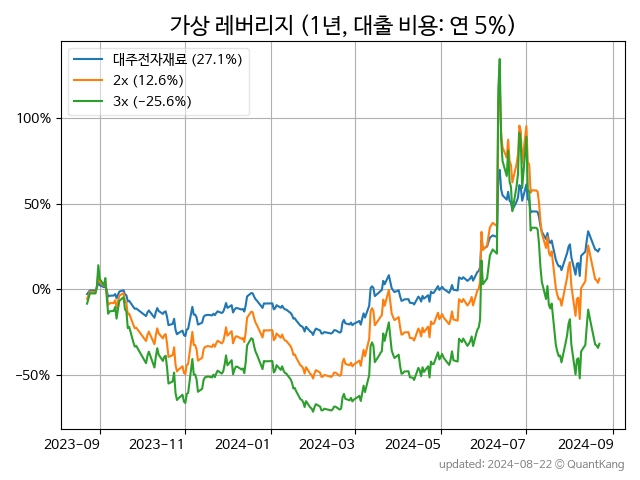 가상 레버리지 (1년, 대출 비용: 연 5%)
대주전자재료 (27.1%)
2x (12.6%)
3x (−25.6%)
100%
50%
0%
−50%
2023-09 2023-11 2024-01 2024-03 2024-05 2024-07 2024-09
updated: 2024-08-22 © QuantKang